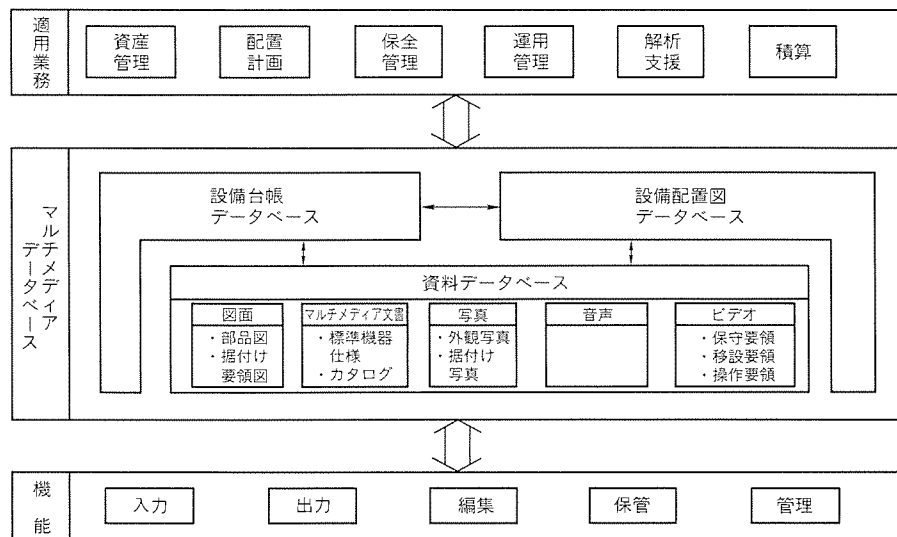 適用業務
資産
管理
配置
計画
保全
管理
運用
管理
解析
支援
積算
マルチメディア
データベース
設備台帳
データベース
設備配置図
データベース
資料データベース
図面
・部品図
・据付け
要領図
マルチメディア文書
・標準機器
仕様
・カタログ
写真
・外観写真
・据付け
写真
音声
ビデオ
・保守要領
・移設要領
・操作要領
機能
入力
出力
編集
保管
管理